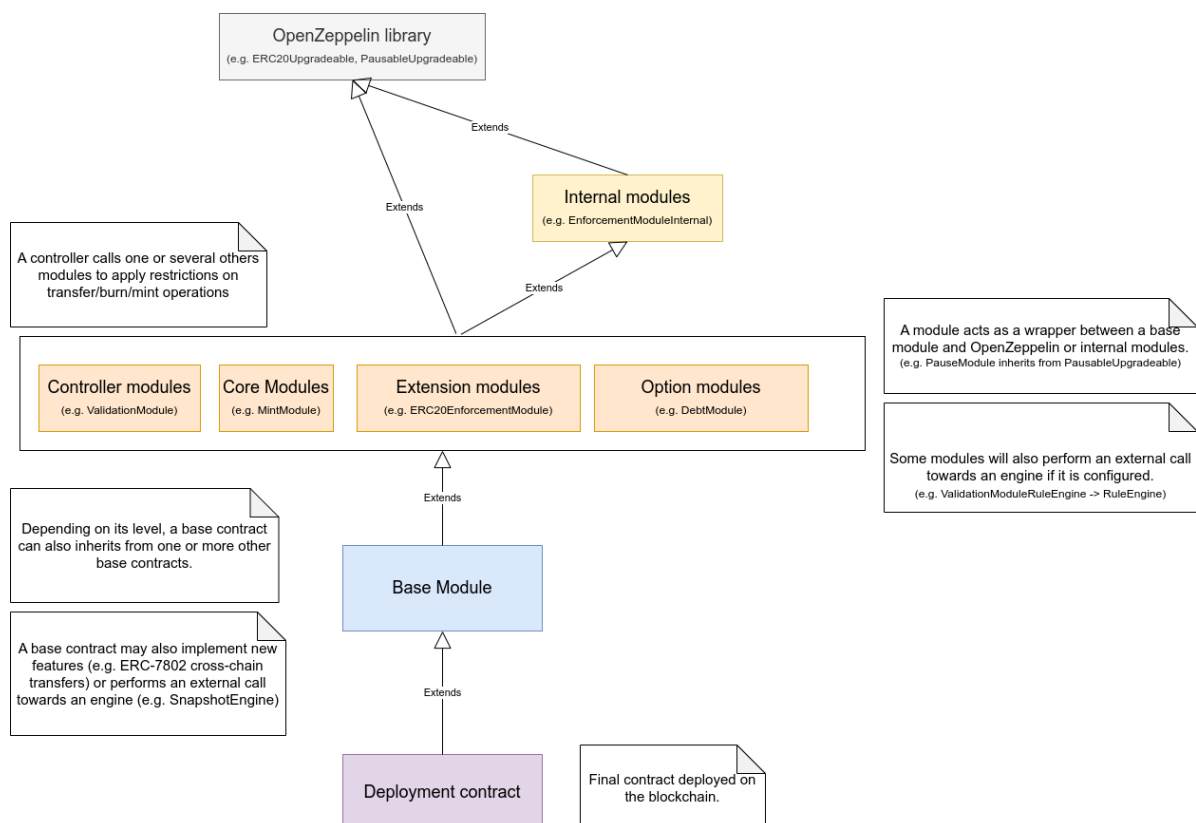 OpenZeppelin library
(e.g. ERC20Upgradeable, PausableUpgradeable)
Extends
Internal modules
(e.g. EnforcementModuleInternal)
Extends
A controller calls one or several others
modules to apply restrictions on
transfer/burn/mint operations
Extends
A module acts as a wrapper between a base
module and OpenZeppelin or internal modules.
(e.g. PauseModule inherits from PausableUpgradeable)
Controller modules
(e.g. ValidationModule)
Core Modules
(e.g. MintModule)
Extension modules
(e.g. ERC20EnforcementModule)
Option modules
(e.g. DebtModule)
Some modules will also perform an external call
towards an engine if it is configured.
(e.g. ValidationModuleRuleEngine -> RuleEngine)
Extends
Depending on its level, a base contract
can also inherits from one or more other
base contracts.
Base Module
A base contract may also implement new
features (e.g. ERC-7802 cross-chain
transfers) or performs an external call
towards an engine (e.g. SnapshotEngine)
Extends
Deployment contract
Final contract deployed on
the blockchain.